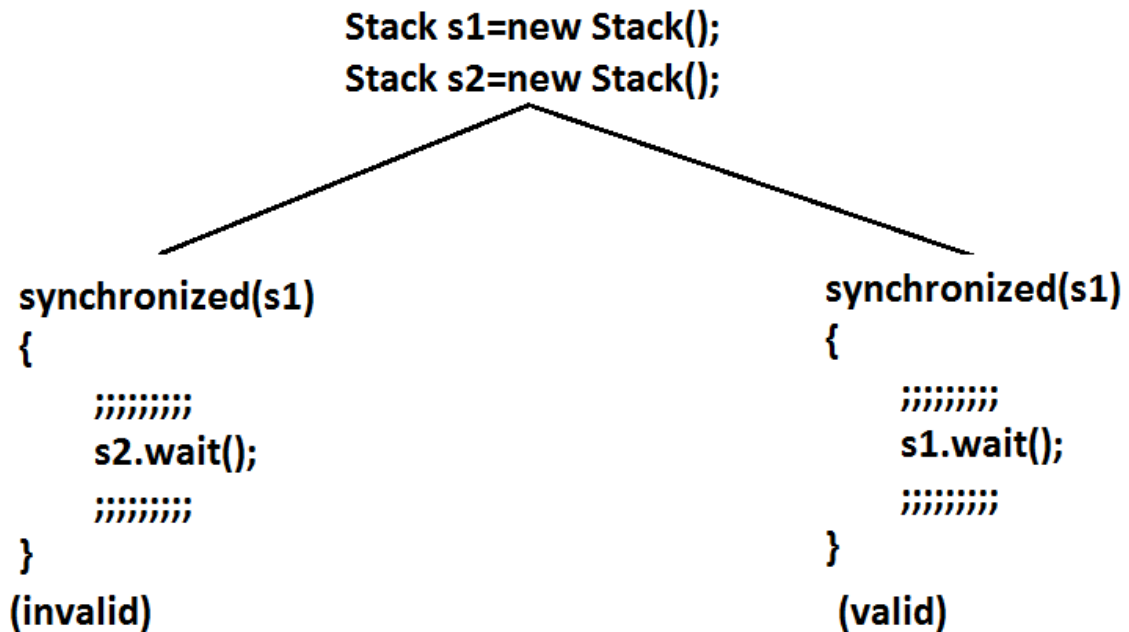 Stack s1=new Stack();
Stack s2=new Stack();
synchronized(s1)
{
;;;;;;;;;
s2.wait();
;;;;;;;;;
}
(invalid)
synchronized(s1)
{
;;;;;;;;;
s1.wait();
;;;;;;;;;
}
(valid)